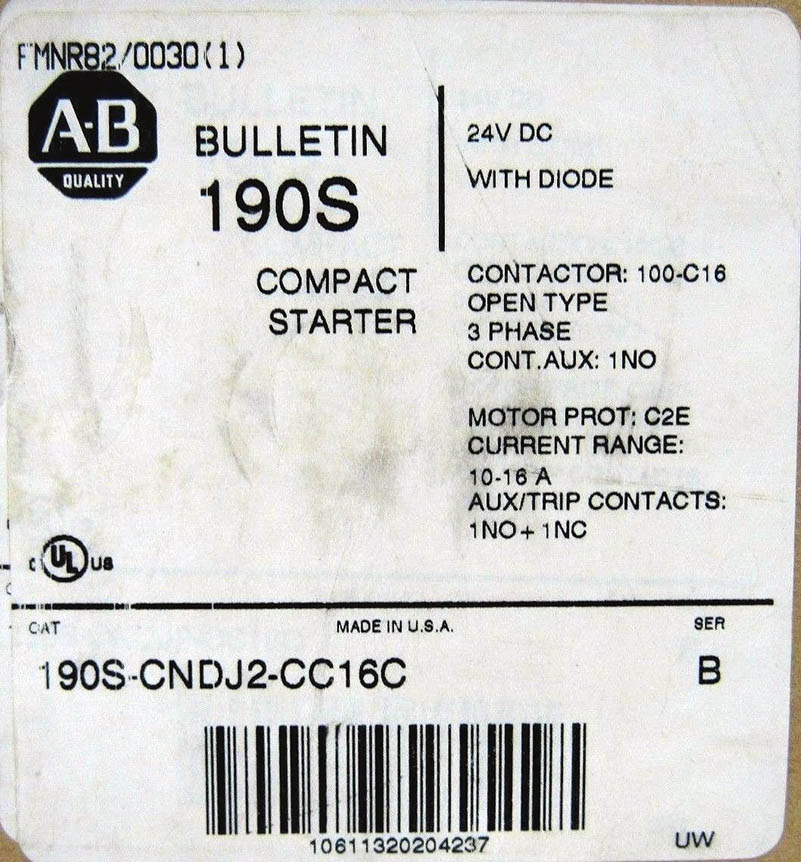 FMNR82/0030(1)
A-B
QUALITY
BULLETIN
190S
COMPACT
STARTER
24V DC
WITH DIODE
CONTACTOR: 100-C16
OPEN TYPE
3 PHASE
CONT.AUX: 1NO
MOTOR PROT: C2E
CURRENT RANGE:
10-16 A
AUX/TRIP CONTACTS:
1NO+1NC
c UL US
CAT
MADE IN U.S.A.
SER
190S-CNDJ2-CC16C
B
10611320204237
UW